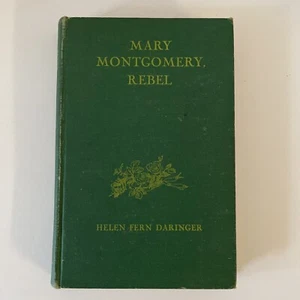 MARY
MONTGOMERY,
REBEL
HELEN FERN DARINGER